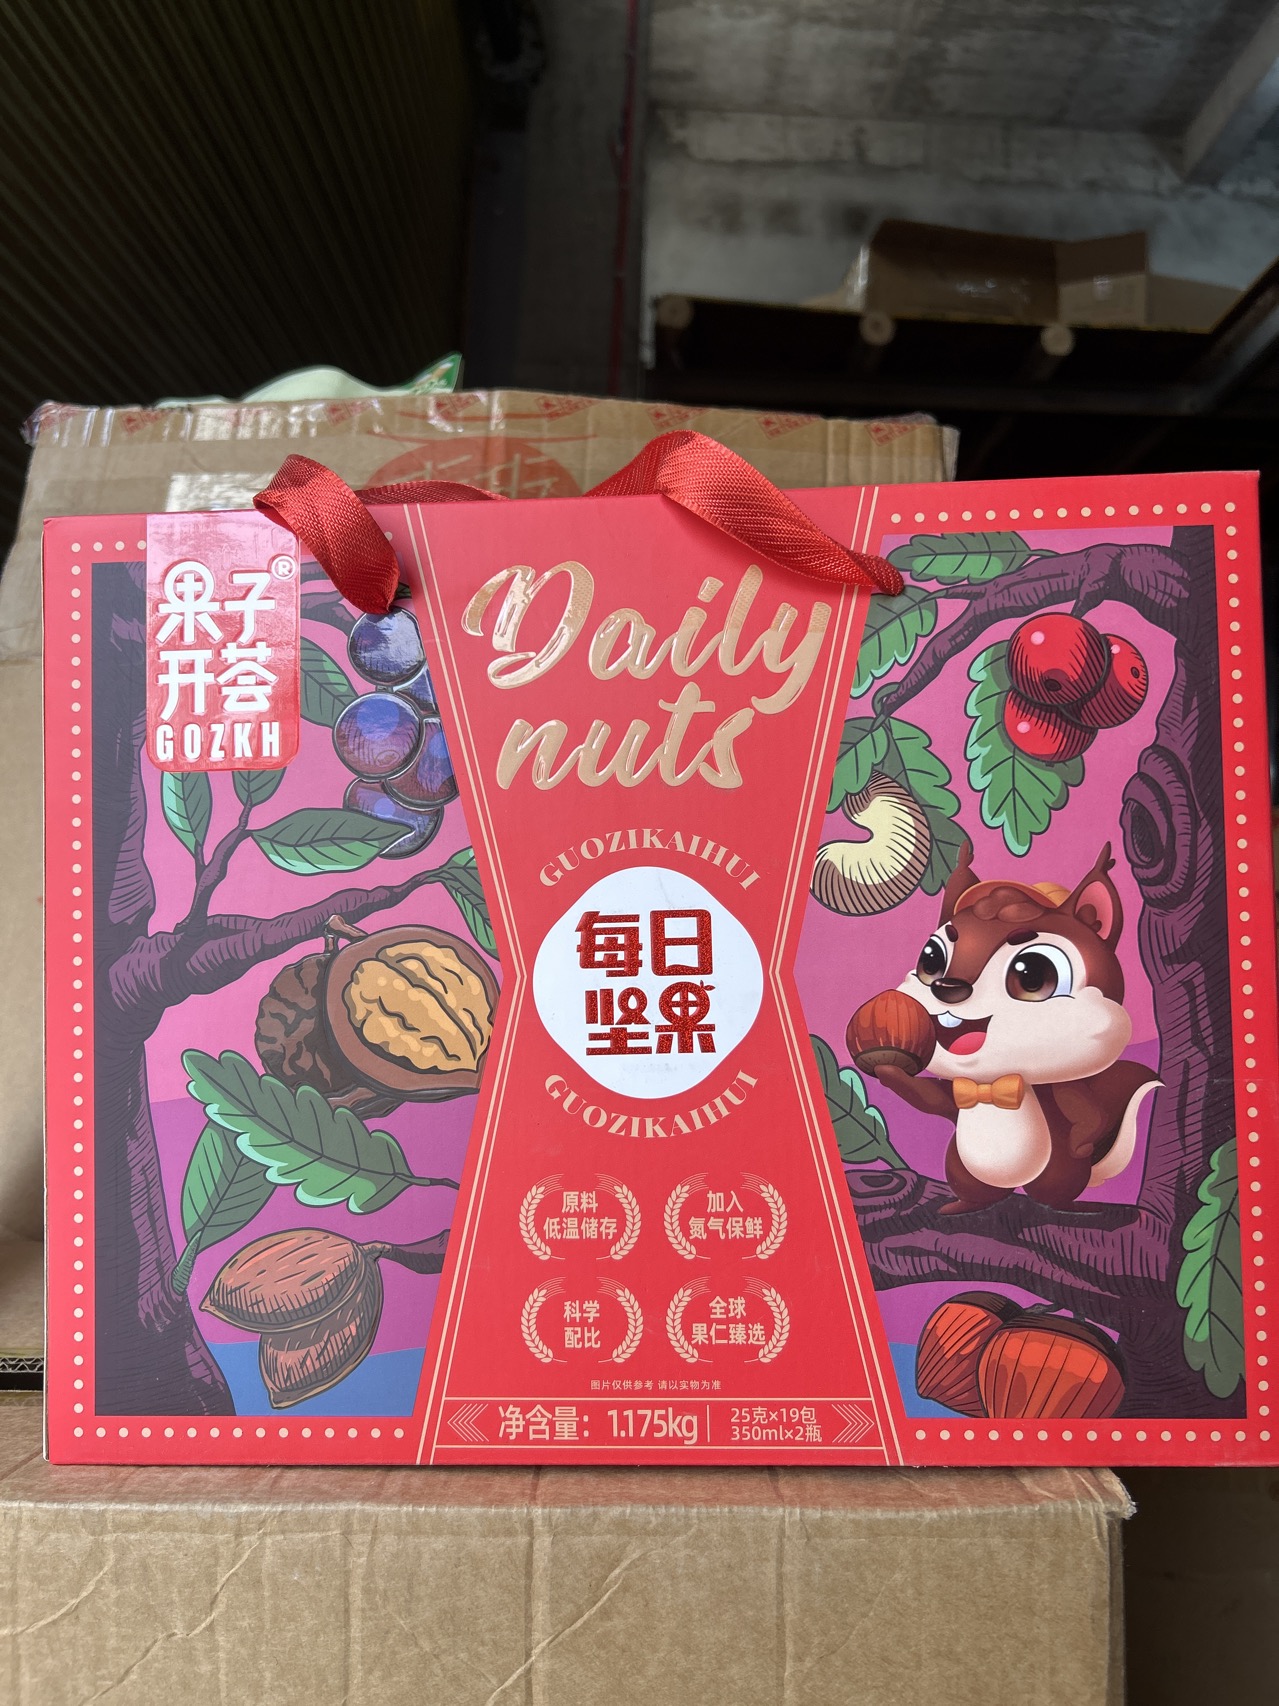 果子®
开荟
GOZKH
Daily
nuts
GUOZIKAIHUI
每日
坚果
GUOZIKAIHUI
原料
低温储存
加入
氮气保鲜
科学
配比
全球
果仁臻选
图片仅供参考 请以实物为准
净含量：1.175kg
25克×19包
350ml×2瓶